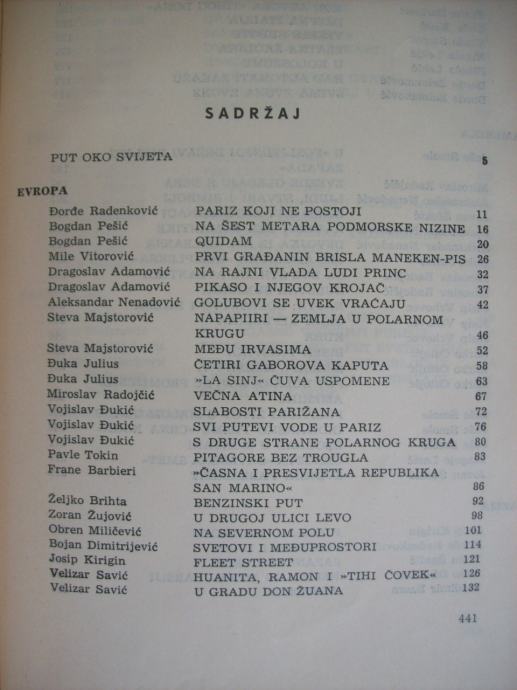 SADRŽAJ
PUT OKO SVIJETA 5
EVROPA
Đorđe Radenković PARIZ KOJI NE POSTOJI 11
Bogdan Pešić NA ŠEST METARA PODMORSKE NIZINE 16
Bogdan Pešić QUIDAM 20
Mile Vitorović PRVI GRAĐANIN BRISLA MANEKEN-PIS 26
Dragoslav Adamović NA RAJNI VLADA LUDI PRINC 32
Dragoslav Adamović PIKASO I NJEGOV KROJAČ 37
Aleksandar Nenadović GOLUBOVI SE UVEK VRAĆAJU 42
Steva Majstorović NAPAPIIRI — ZEMLJA U POLARNOM
KRUGU 46
Steva Majstorović MEĐU IRVASIMA 52
Đuka Julius ČETIRI GABOROVA KAPUTA 58
Đuka Julius »LA SINJ« ČUVA USPOMENE 63
Miroslav Radojčić VEČNA ATINA 67
Vojislav Đukić SLABOSTI PARIŽANA 72
Vojislav Đukić SVI PUTEVI VODE U PARIZ 76
Vojislav Đukić S DRUGE STRANE POLARNOG KRUGA 80
Pavle Tokin PITAGORE BEZ TROUGLA 83
Frane Barbieri »ČASNA I PRESVIJETLA REPUBLIKA
SAN MARINO« 86
Željko Brihta BENZINSKI PUT 92
Zoran Žujović U DRUGOJ ULICI LEVO 98
Obren Miličević NA SEVERNOM POLU 101
Bojan Dimitrijević SVETOVI I MEĐUPROSTORI 114
Josip Kirigin FLEET STREET 121
Velizar Savić HUANITA, RAMON I »TIHI ČOVEK« 126
Velizar Savić U GRADU DON ŽUANA 132
441